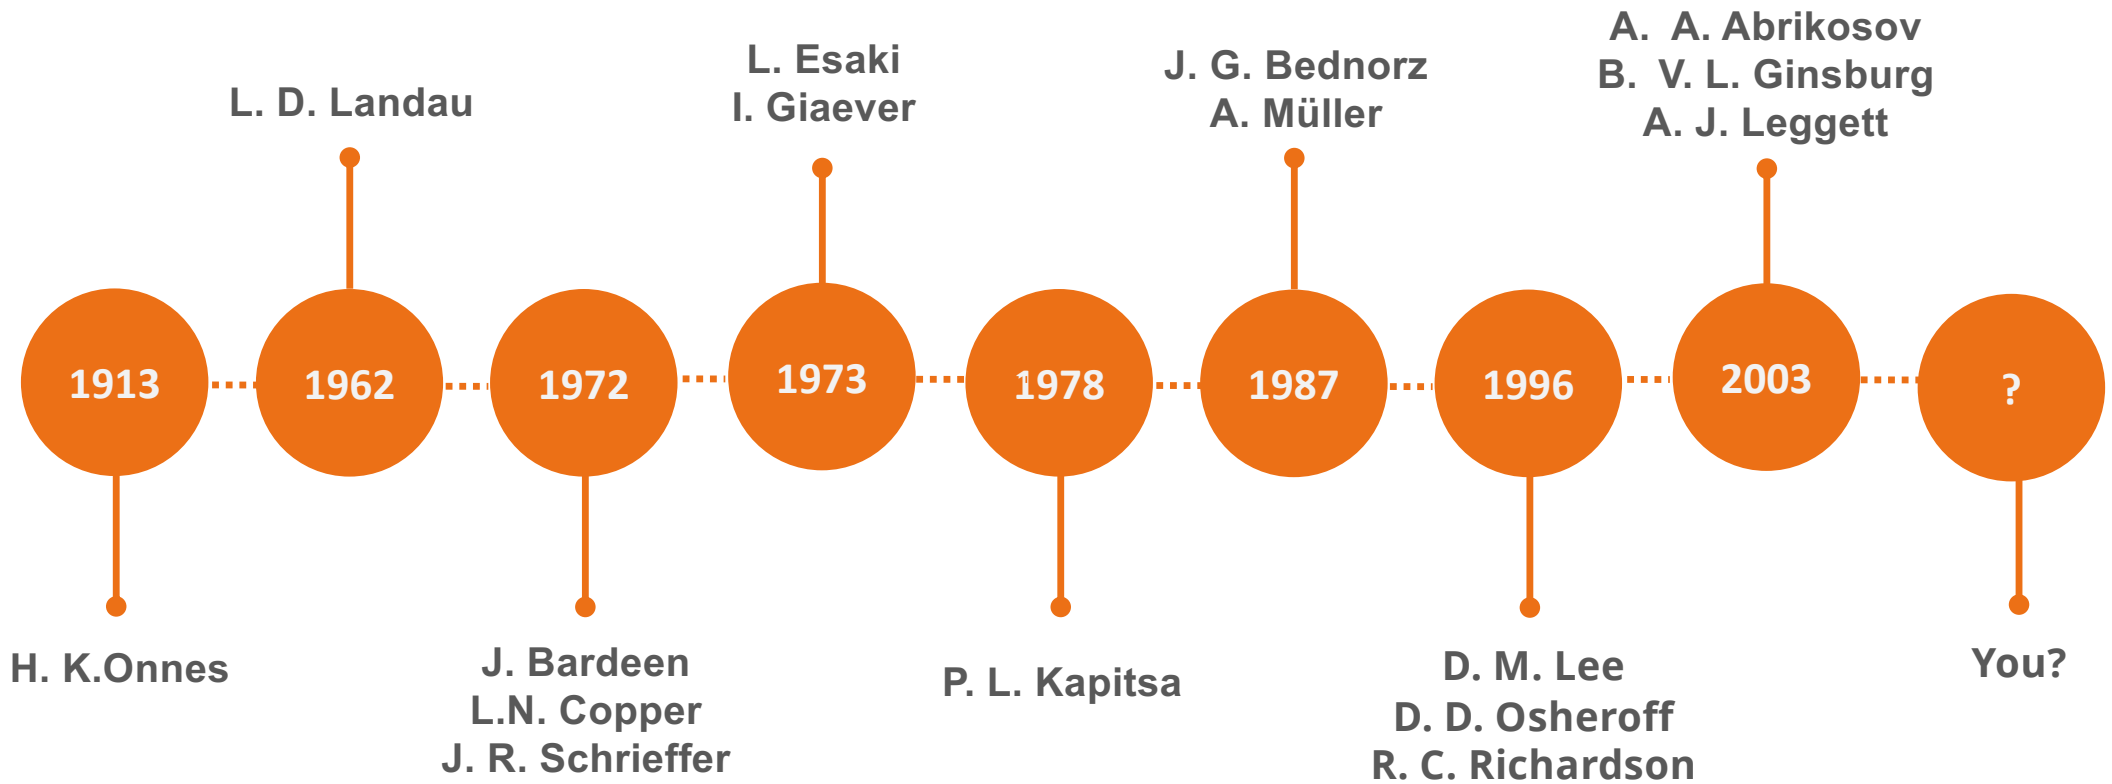 A.  A. Abrikosov
B.  V. L. Ginsburg
A. J. Leggett
L. Esaki
I. Giaever
J. G. Bednorz
A. Müller
L. D. Landau
1913
1962
1972
1973
1978
1987
1996
2003
?
H. K.Onnes
J. Bardeen
L.N. Copper
J. R. Schrieffer
P. L. Kapitsa
D. M. Lee
D. D. Osheroff
R. C. Richardson
You?